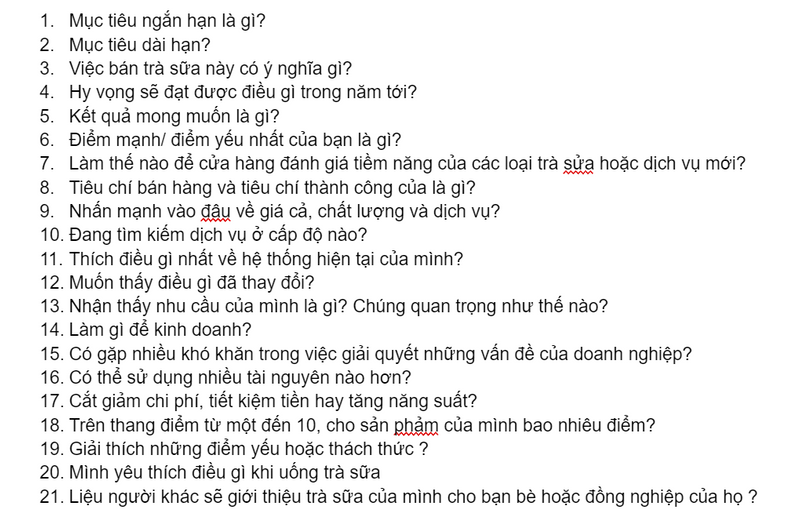 1. Mục tiêu ngắn hạn là gì?
2. Mục tiêu dài hạn?
3. Việc bán trà sữa này có ý nghĩa gì?
4. Hy vọng sẽ đạt được điều gì trong năm tới?
5. Kết quả mong muốn là gì?
6. Điểm mạnh/ điểm yếu nhất của bạn là gì?
7. Làm thế nào để cửa hàng đánh giá tiềm năng của các loại trà sửa hoặc dịch vụ mới?
8. Tiêu chí bán hàng và tiêu chí thành công của là gì?
9. Nhấn mạnh vào đâu về giá cả, chất lượng và dịch vụ?
10. Đang tìm kiếm dịch vụ ở cấp độ nào?
11. Thích điều gì nhất về hệ thống hiện tại của mình?
12. Muốn thấy điều gì đã thay đổi?
13. Nhận thấy nhu cầu của mình là gì? Chúng quan trọng như thế nào?
14. Làm gì để kinh doanh?
15. Có gặp nhiều khó khăn trong việc giải quyết những vấn đề của doanh nghiệp?
16. Có thể sử dụng nhiều tài nguyên nào hơn?
17. Cắt giảm chi phí, tiết kiệm tiền hay tăng năng suất?
18. Trên thang điểm từ một đến 10, cho sản phảm của mình bao nhiêu điểm?
19. Giải thích những điểm yếu hoặc thách thức ?
20. Mình yêu thích điều gì khi uống trà sữa
21. Liệu người khác sẽ giới thiệu trà sữa của mình cho bạn bè hoặc đồng nghiệp của họ ?